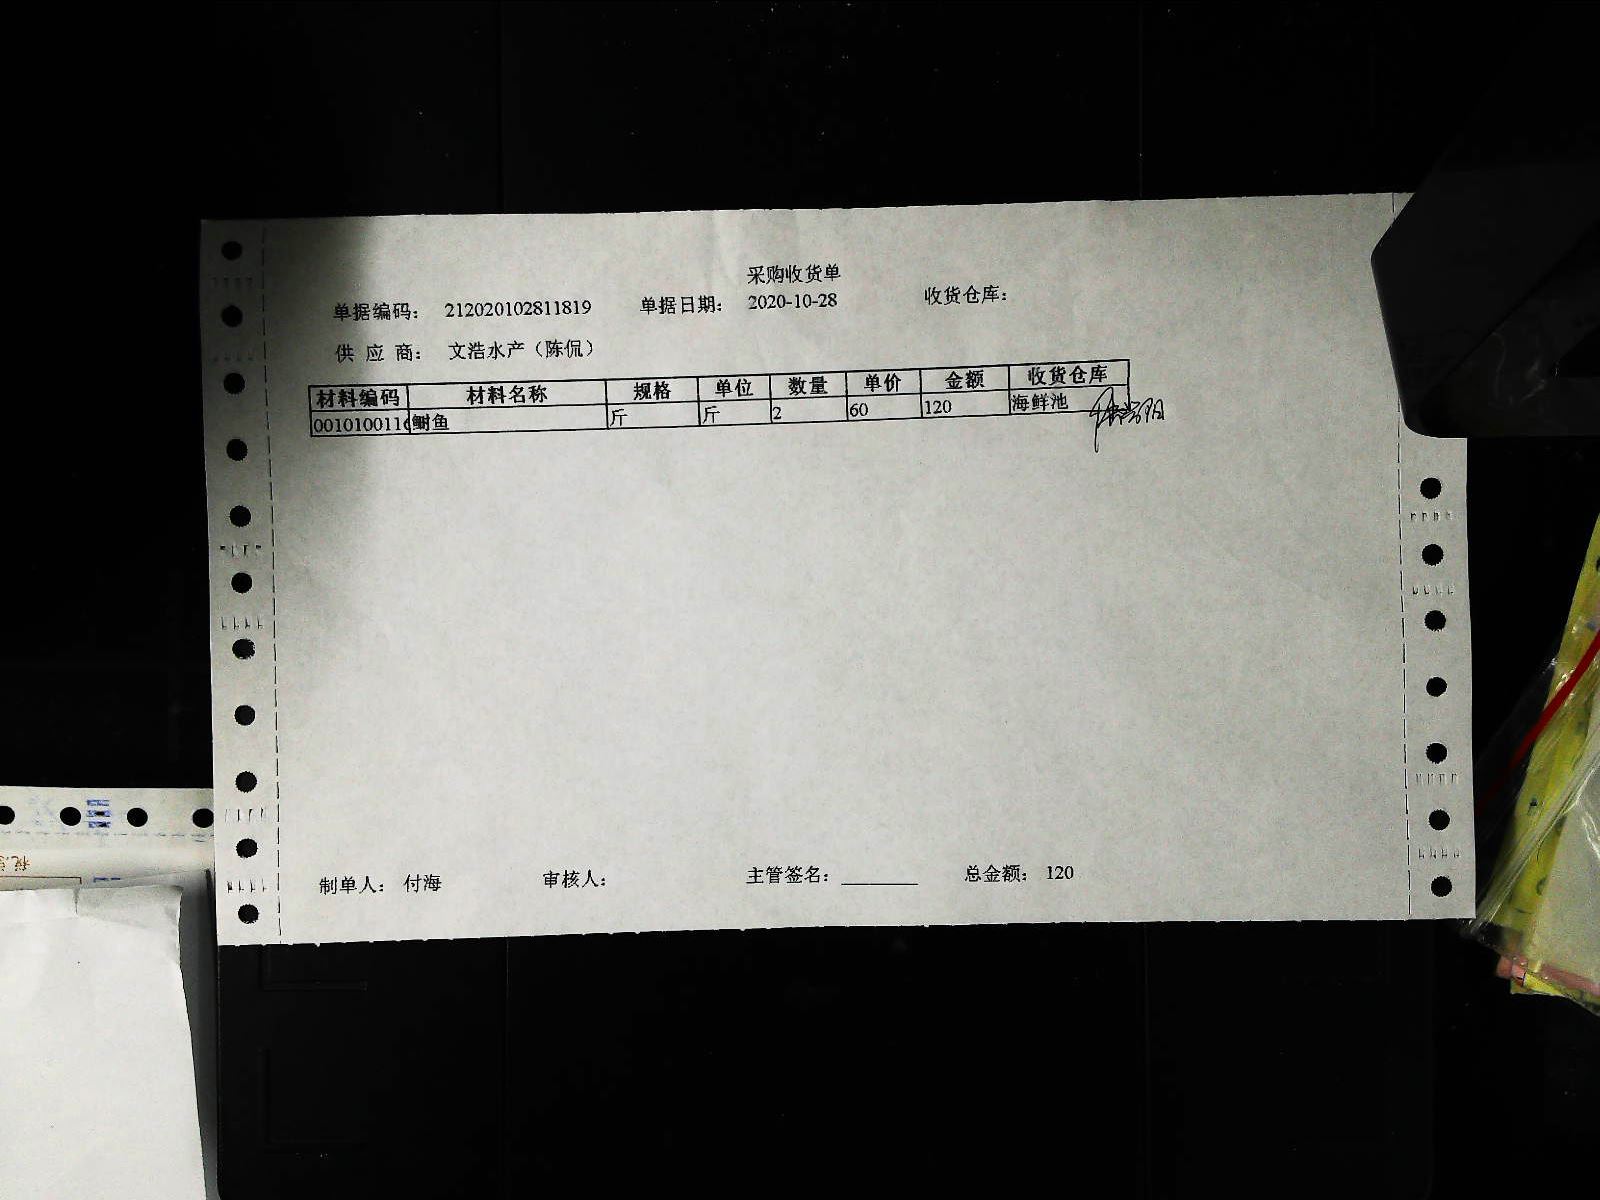 采购收货单
单据编码： 212020102811819 单据日期： 2020-10-28 收货仓库：
供 应 商： 文浩水产（陈侃）
材料编码 材料名称 规格 单位 数量 单价 金额 收货仓库
001010011 鲥鱼 斤 斤 2 60 120 海鲜池
制单人： 付海 审核人： 主管签名： ________ 总金额： 120